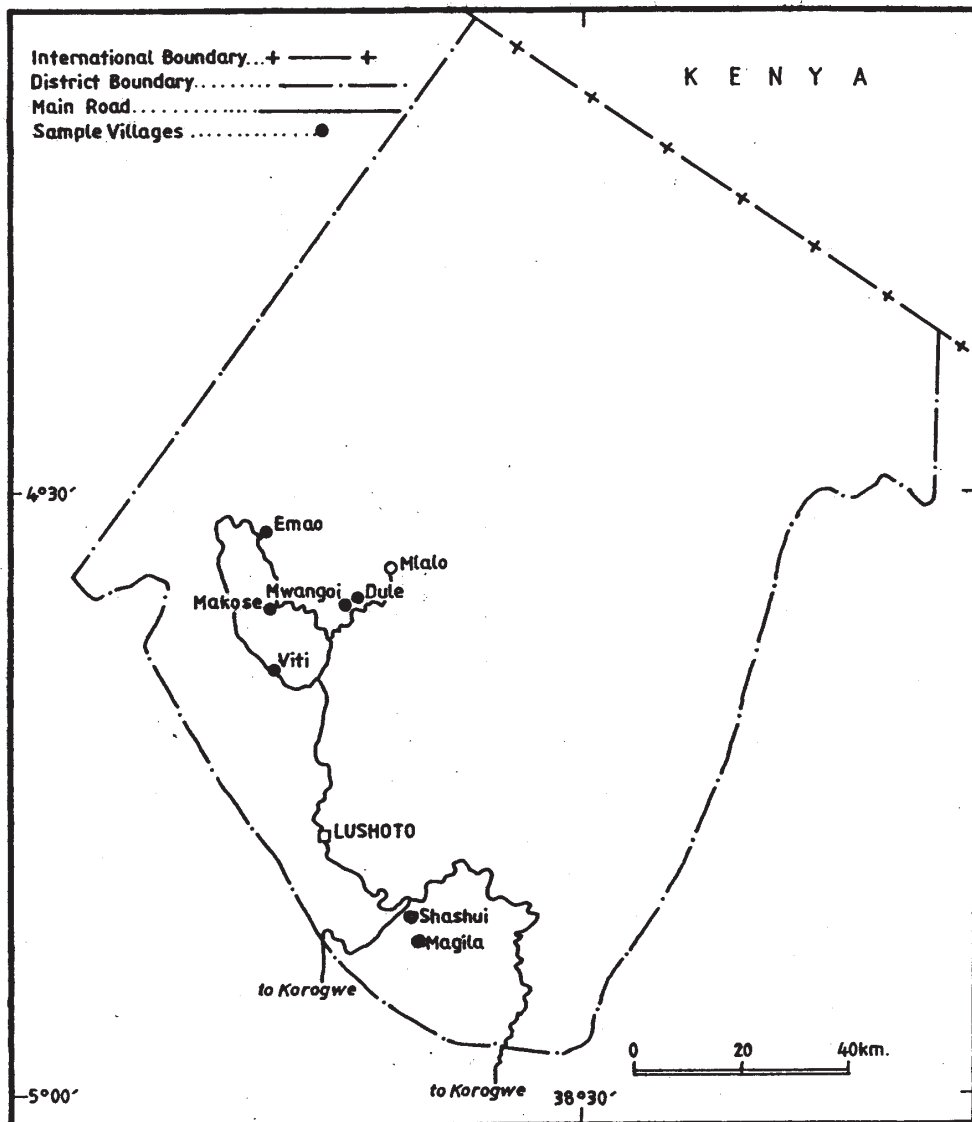 International Boundary...
KENYA
District Boundary........
Main Road..............
Sample Villages ............
4°30′
Emao
Mlalo
Mwangoi
Dule
Makose
Viti
LUSHOTO
Shashui
Magila
to Korogwe
0 20 40km.
to Korogwe
5°00′
38°30′